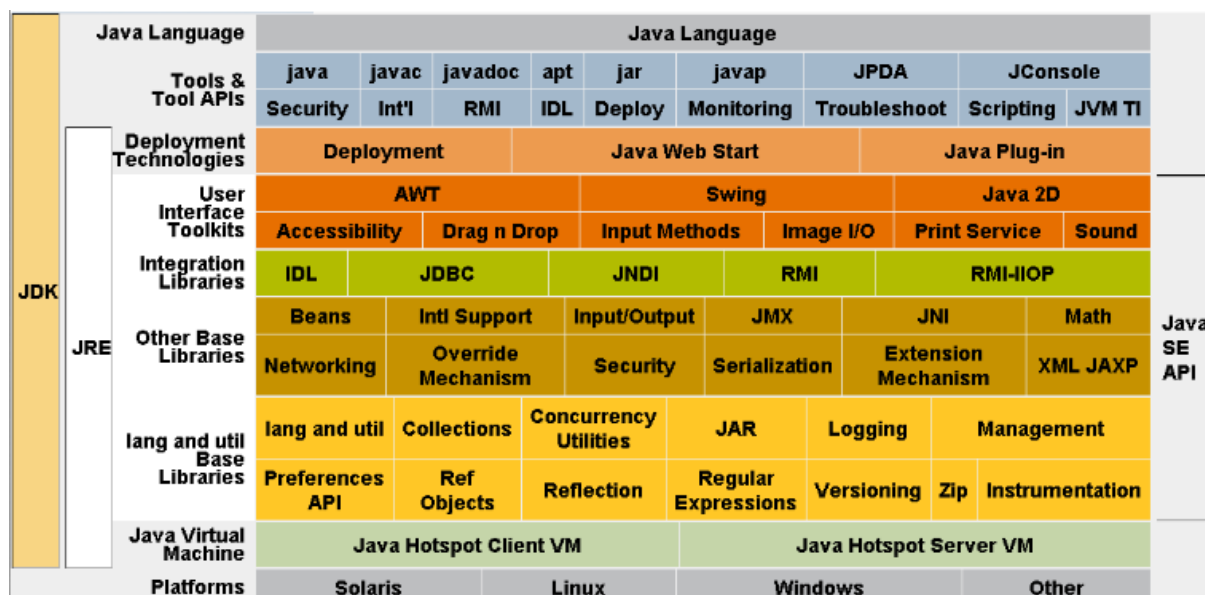 Java Language Java Language
Tools & Tool APIs
java javac javadoc apt jar javap JPDA JConsole
Security Int'l RMI IDL Deploy Monitoring Troubleshoot Scripting JVM TI
Deployment Technologies
Deployment Java Web Start Java Plug-in
User Interface Toolkits
AWT Swing Java 2D
Accessibility Drag n Drop Input Methods Image I/O Print Service Sound
Integration Libraries
IDL JDBC JNDI RMI RMI-IIOP
JDK
JRE
Other Base Libraries
Beans Intl Support Input/Output JMX JNI Math
Networking Override Mechanism Security Serialization Extension Mechanism XML JAXP
Java SE API
lang and util Base Libraries
lang and util Collections Concurrency Utilities JAR Logging Management
Preferences API Ref Objects Reflection Regular Expressions Versioning Zip Instrumentation
Java Virtual Machine
Java Hotspot Client VM Java Hotspot Server VM
Platforms Solaris Linux Windows Other